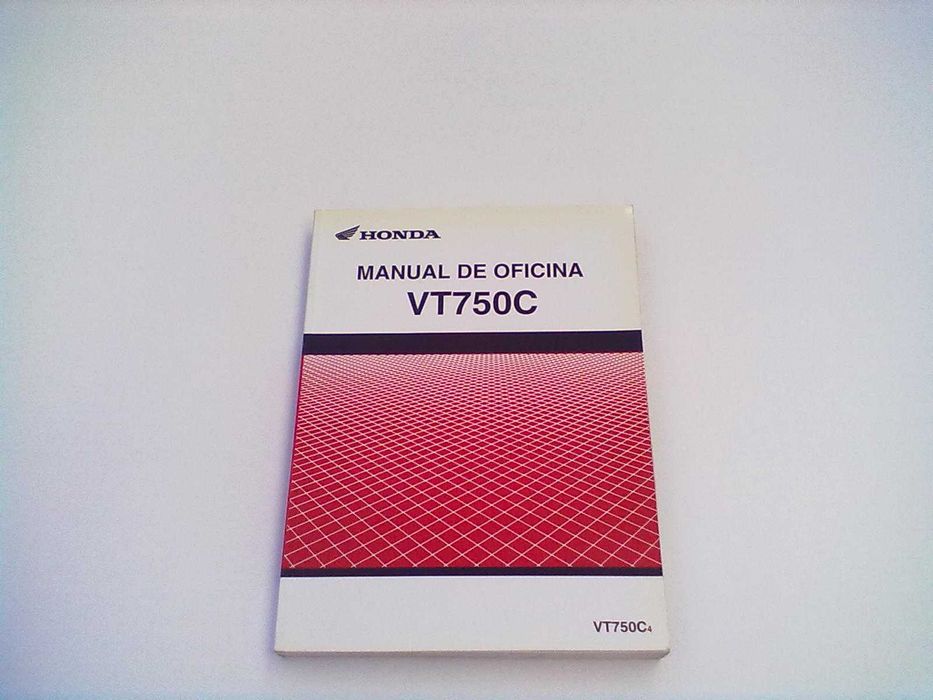 HONDA
MANUAL DE OFICINA
VT750C
VT750C4